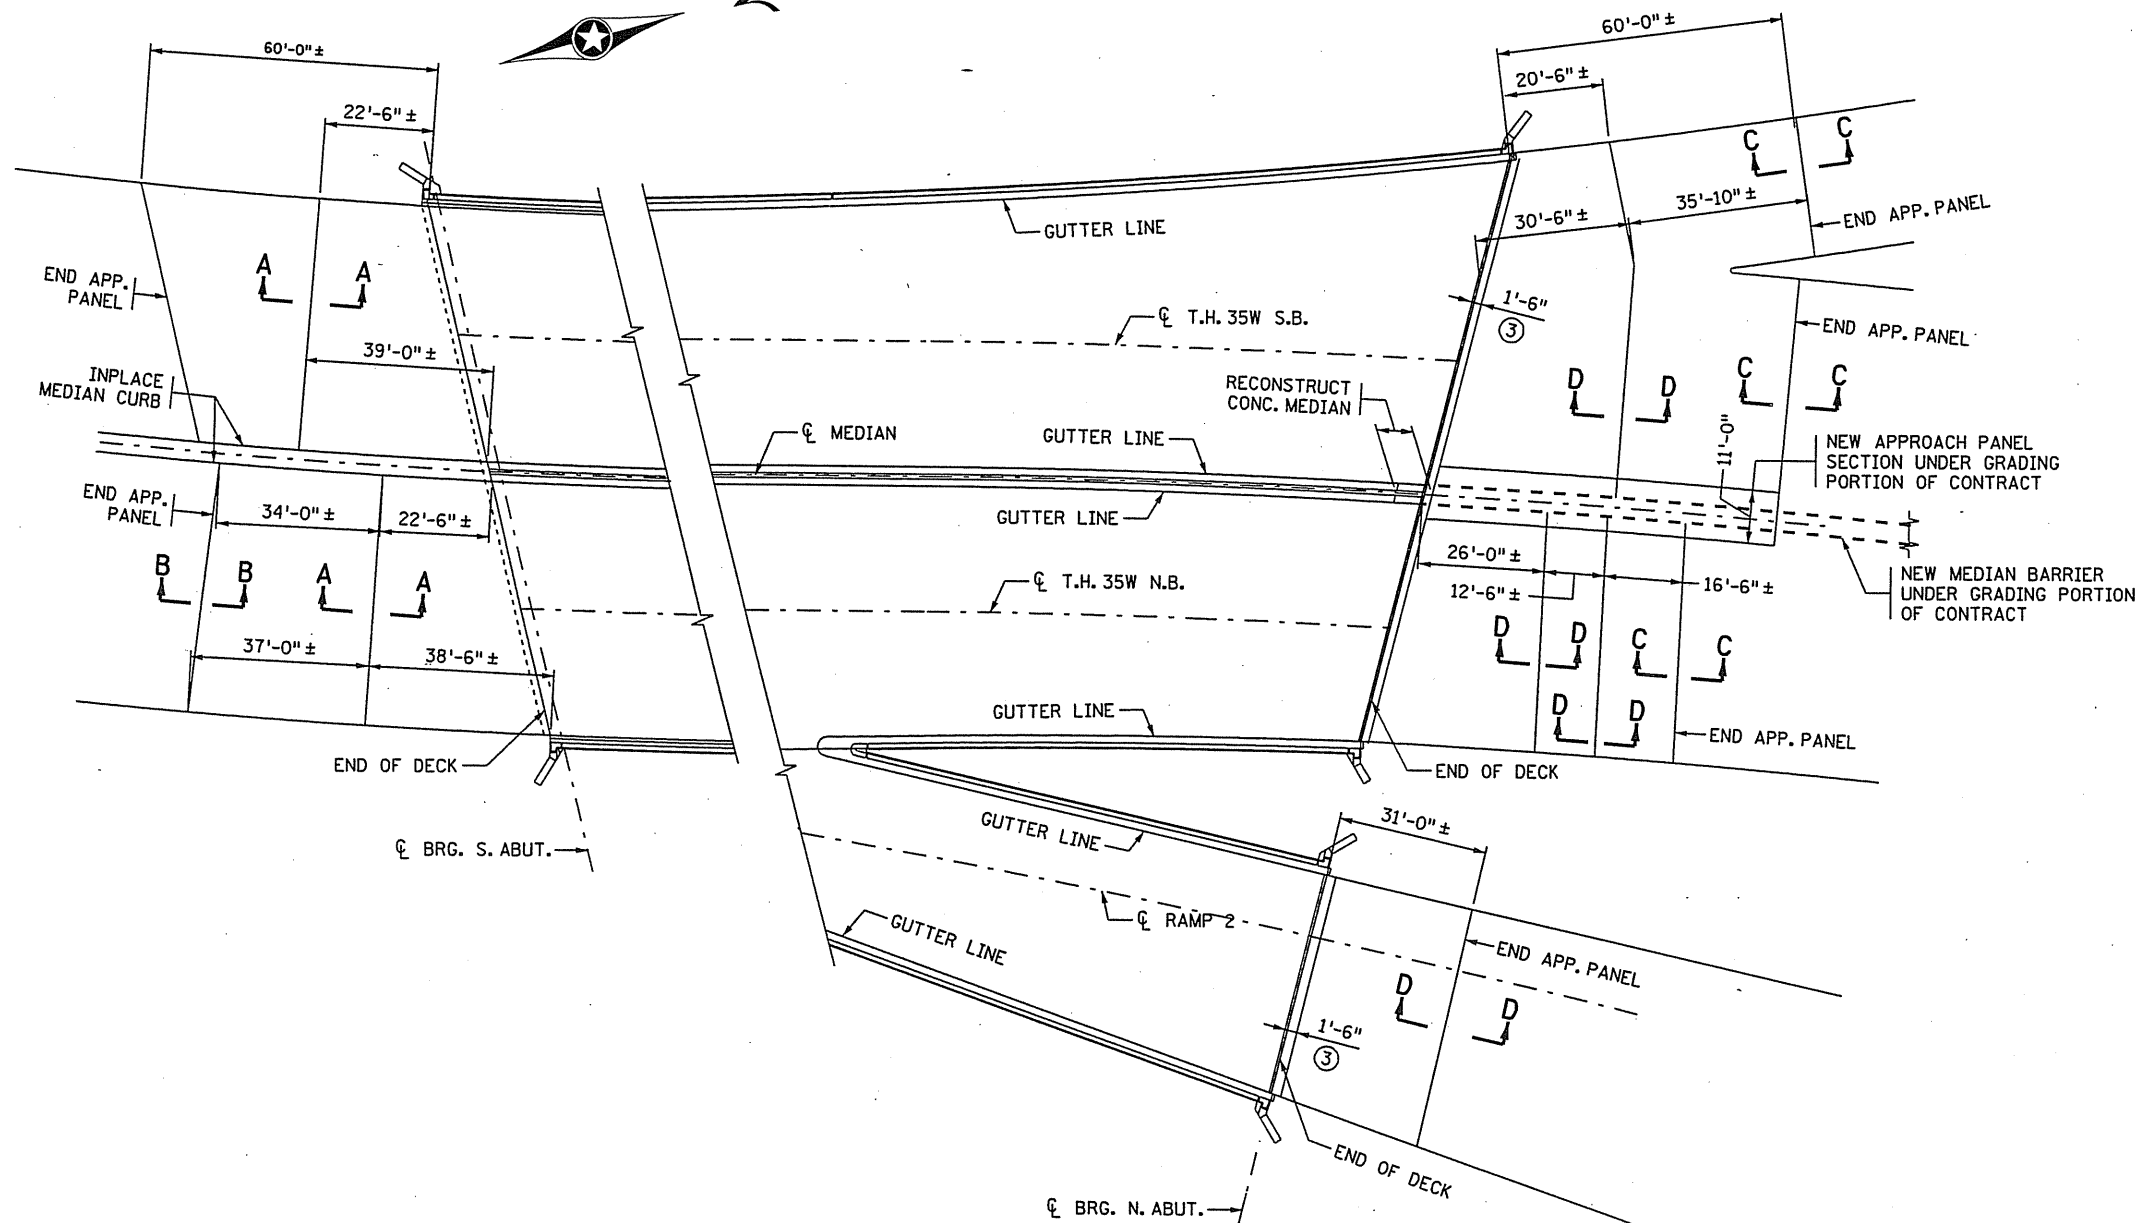 60'-0"±
22'-6"±
60'-0"±
20'-6"±
C
C
35'-10"±
30'-6"±
END APP. PANEL
GUTTER LINE
A
A
END APP.
PANEL
1'-6"
3
℄ T.H. 35W S.B.
END APP. PANEL
39'-0"±
INPLACE
MEDIAN CURB
RECONSTRUCT
CONC. MEDIAN
D
D
C
C
11'-0"
℄ MEDIAN
GUTTER LINE
GUTTER LINE
NEW APPROACH PANEL
SECTION UNDER GRADING
PORTION OF CONTRACT
END APP.
PANEL
34'-0"±
22'-6"±
26'-0"±
12'-6"±
16'-6"±
NEW MEDIAN BARRIER
UNDER GRADING PORTION
OF CONTRACT
B
B
A
A
℄ T.H. 35W N.B.
D
D
C
C
37'-0"±
38'-6"±
GUTTER LINE
D
D
END APP. PANEL
END OF DECK
END OF DECK
℄ BRG. S. ABUT.
GUTTER LINE
31'-0"±
℄ RAMP 2
GUTTER LINE
END APP. PANEL
D
D
1'-6"
3
END OF DECK
℄ BRG. N. ABUT.